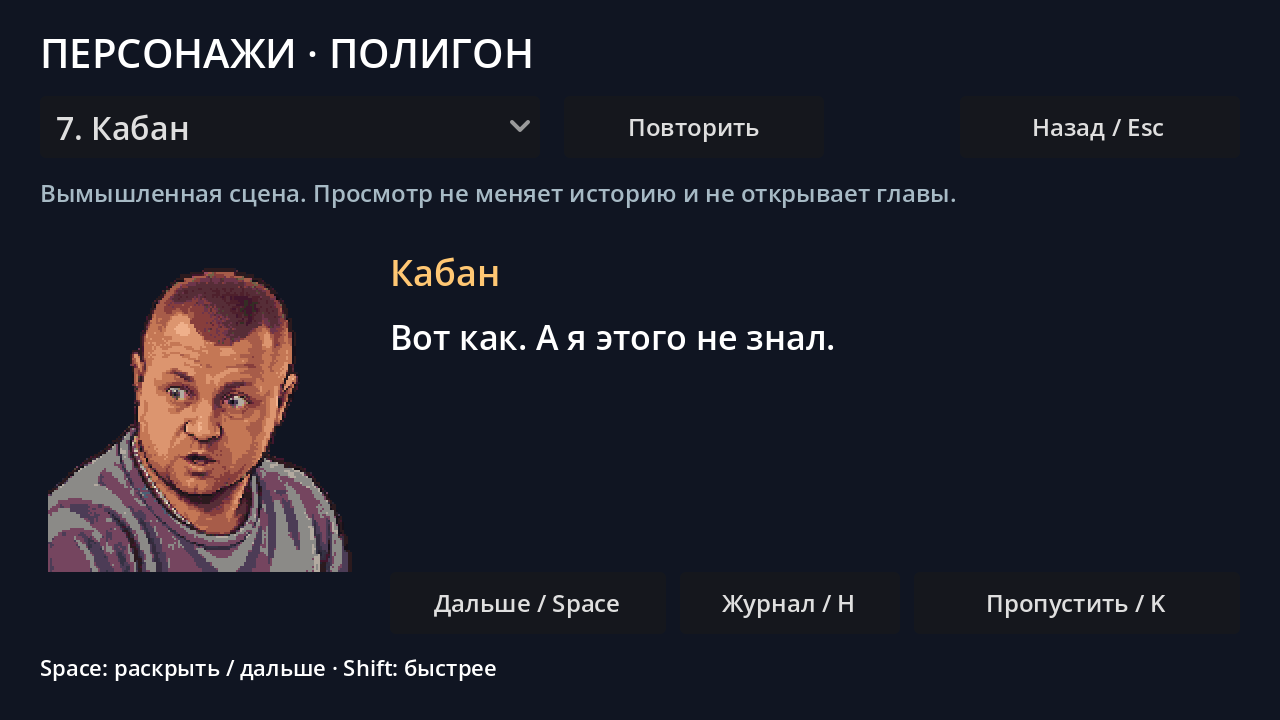 ПЕРСОНАЖИ · ПОЛИГОН
7. Кабан
Повторить
Назад / Esc
Вымышленная сцена. Просмотр не меняет историю и не открывает главы.
Кабан
Вот как. А я этого не знал.
Дальше / Space
Журнал / H
Пропустить / K
Space: раскрыть / дальше · Shift: быстрее